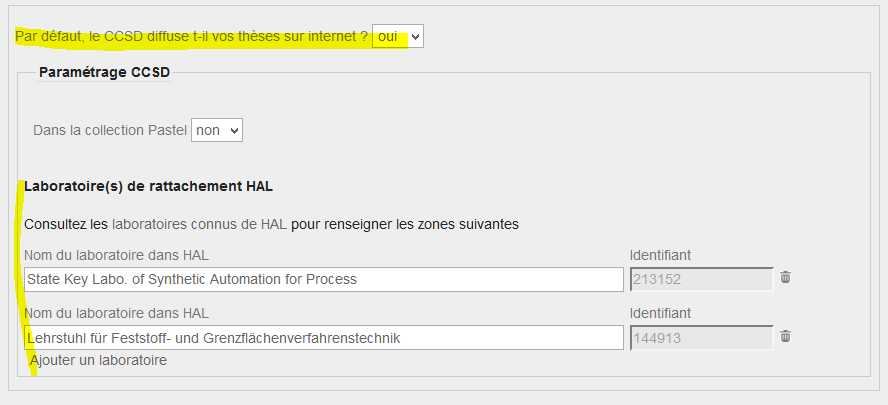 Par défaut, le CCSD diffuse t-il vos thèses sur internet ? oui
Paramétrage CCSD
Dans la collection Pastel non
Laboratoire(s) de rattachement HAL
Consultez les laboratoires connus de HAL pour renseigner les zones suivantes
Nom du laboratoire dans HAL Identifiant
State Key Labo. of Synthetic Automation for Process 213152
Nom du laboratoire dans HAL Identifiant
Lehrstuhl für Feststoff- und Grenzflächenverfahrenstechnik 144913
Ajouter un laboratoire